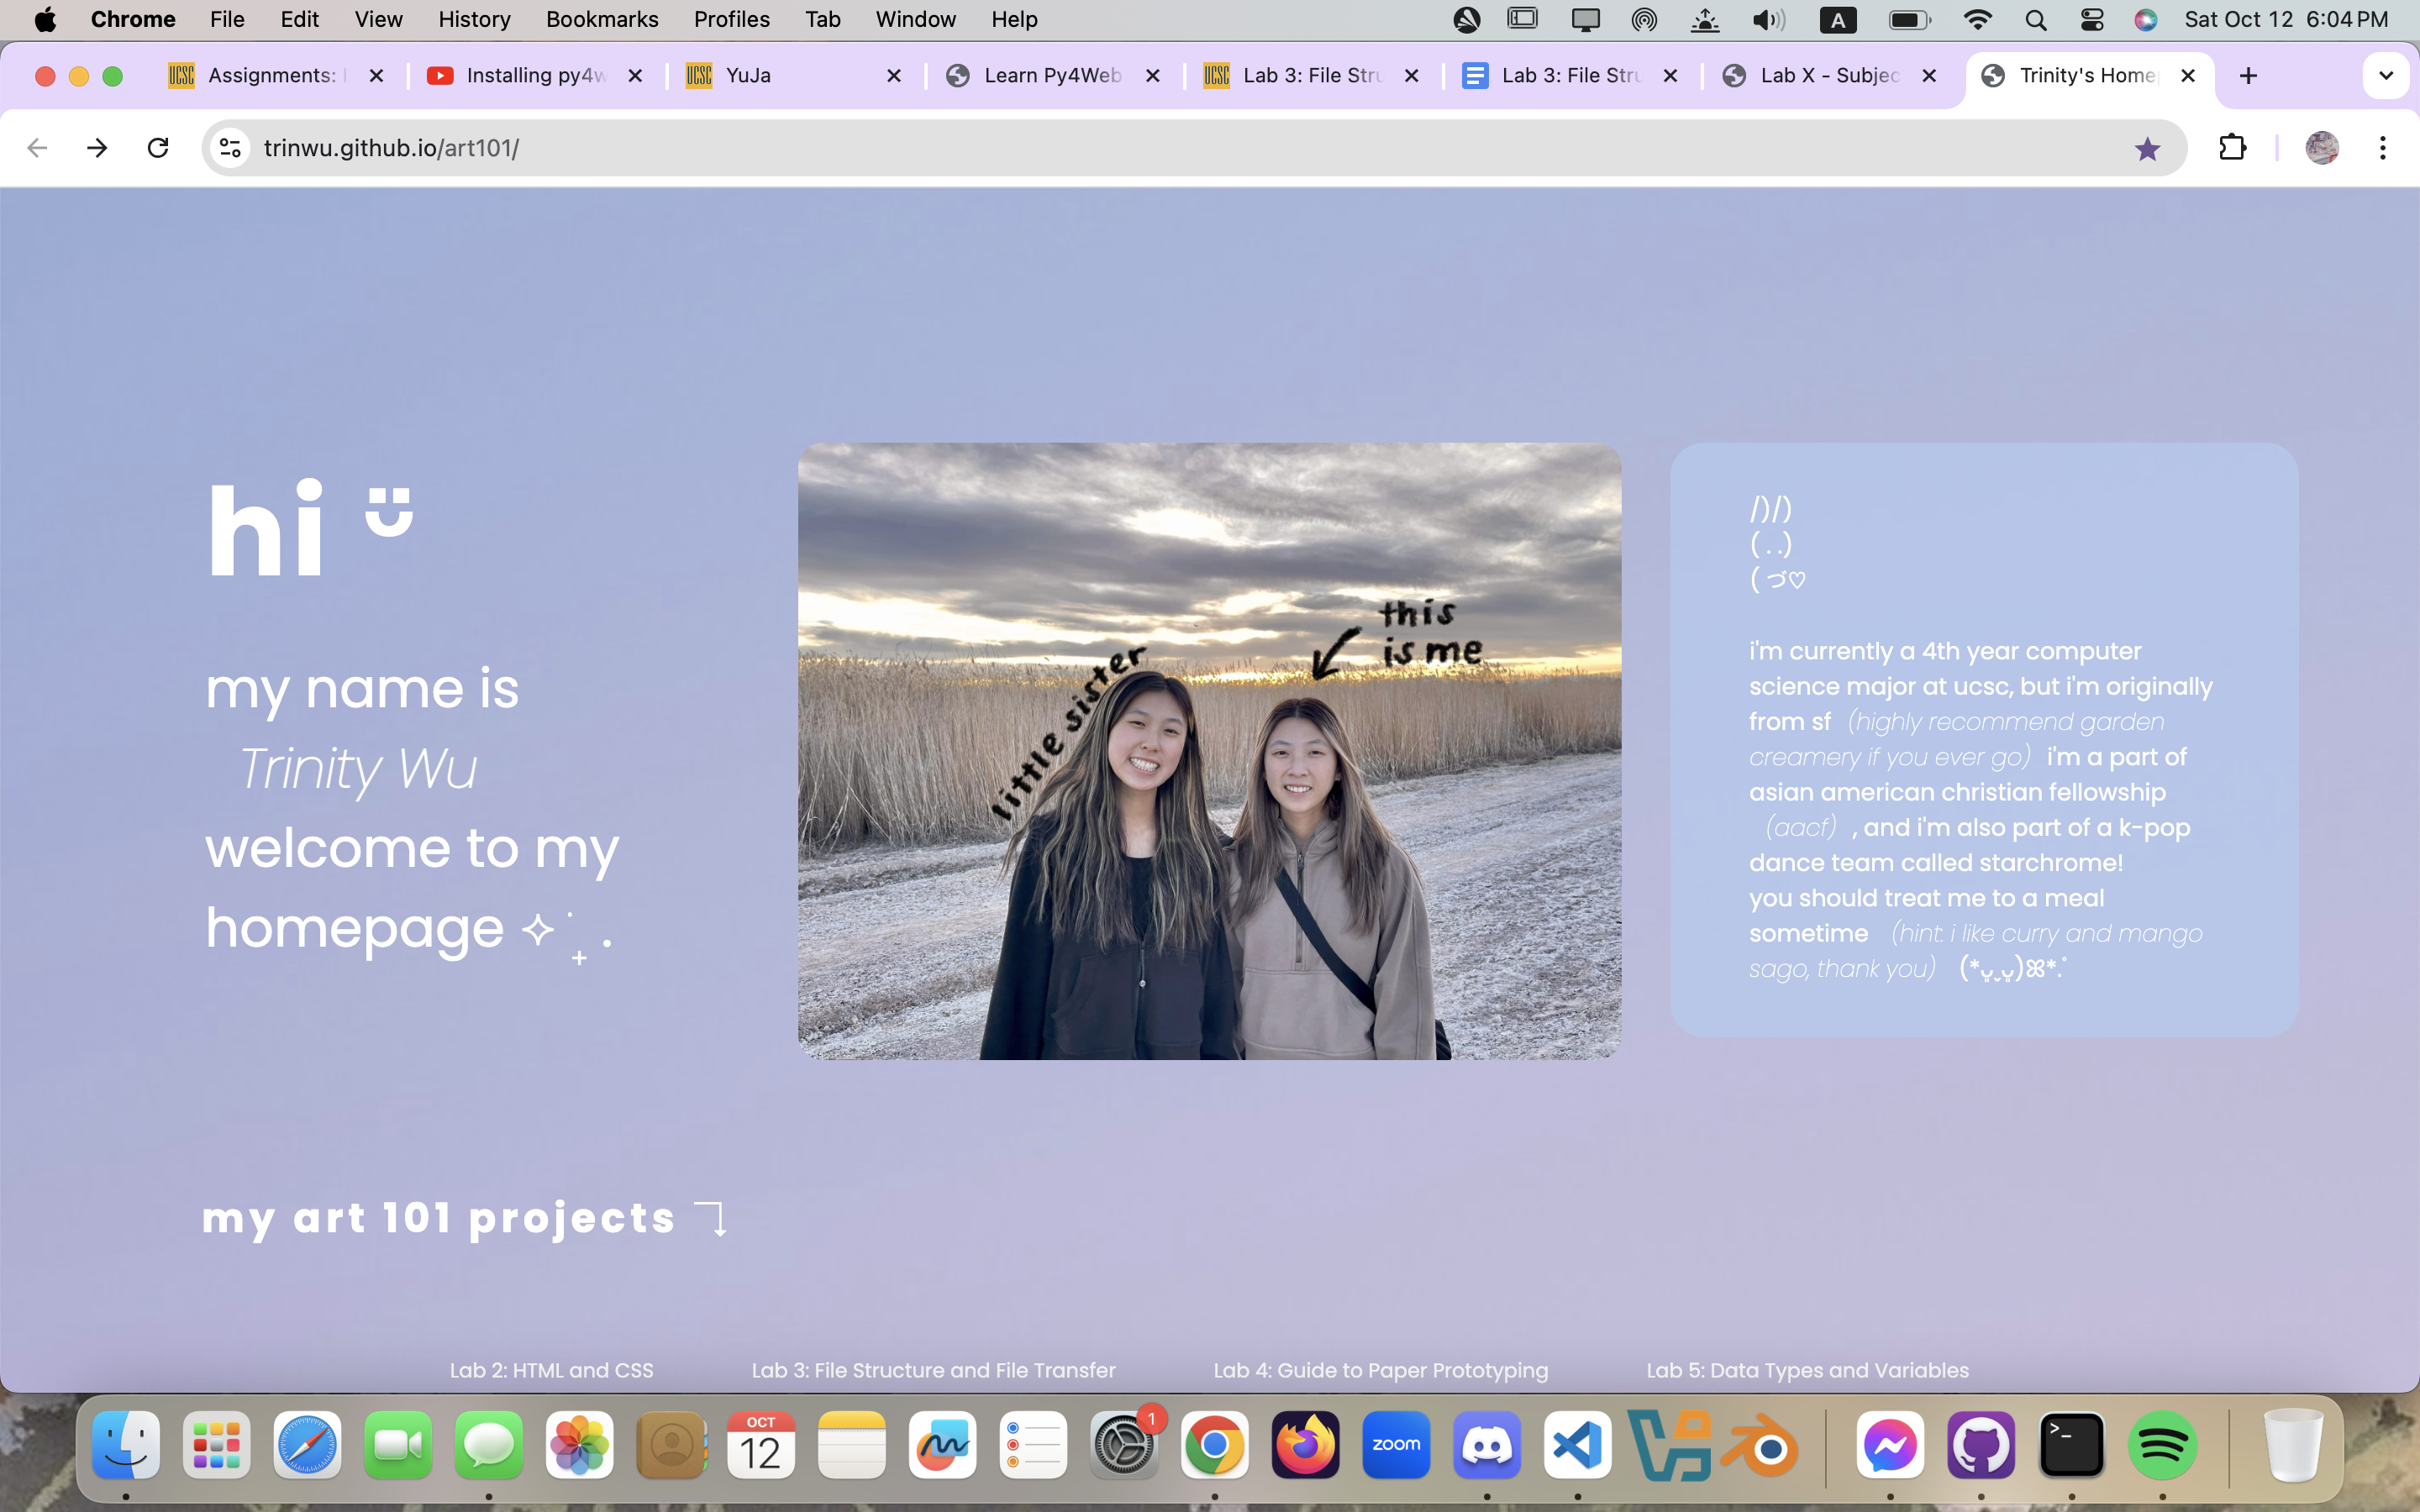 Chrome File Edit View History Bookmarks Profiles Tab Window Help A Sat Oct 12 6:04 PM
UCSC Assignments: UCSC YuJa Learn Py4Web UCSC Lab 3: File Stru Lab 3: File Stru Lab X - Subjec Trinity's Home
Installing py4w
trinwu.github.io/art101/
hi
my name is
Trinity Wu
welcome to my
homepage ✧˙₊ .
little sister
this
is me
/)/)
( . .)
( づ♡
i'm currently a 4th year computer
science major at ucsc, but i'm originally
from sf (highly recommend garden
creamery if you ever go) i'm a part of
asian american christian fellowship
(aacf) , and i'm also part of a k-pop
dance team called starchrome!
you should treat me to a meal
sometime (hint: i like curry and mango
sago, thank you)
my art 101 projects
Lab 2: HTML and CSS Lab 3: File Structure and File Transfer Lab 4: Guide to Paper Prototyping Lab 5: Data Types and Variables
OCT
12
1
zoom
>_